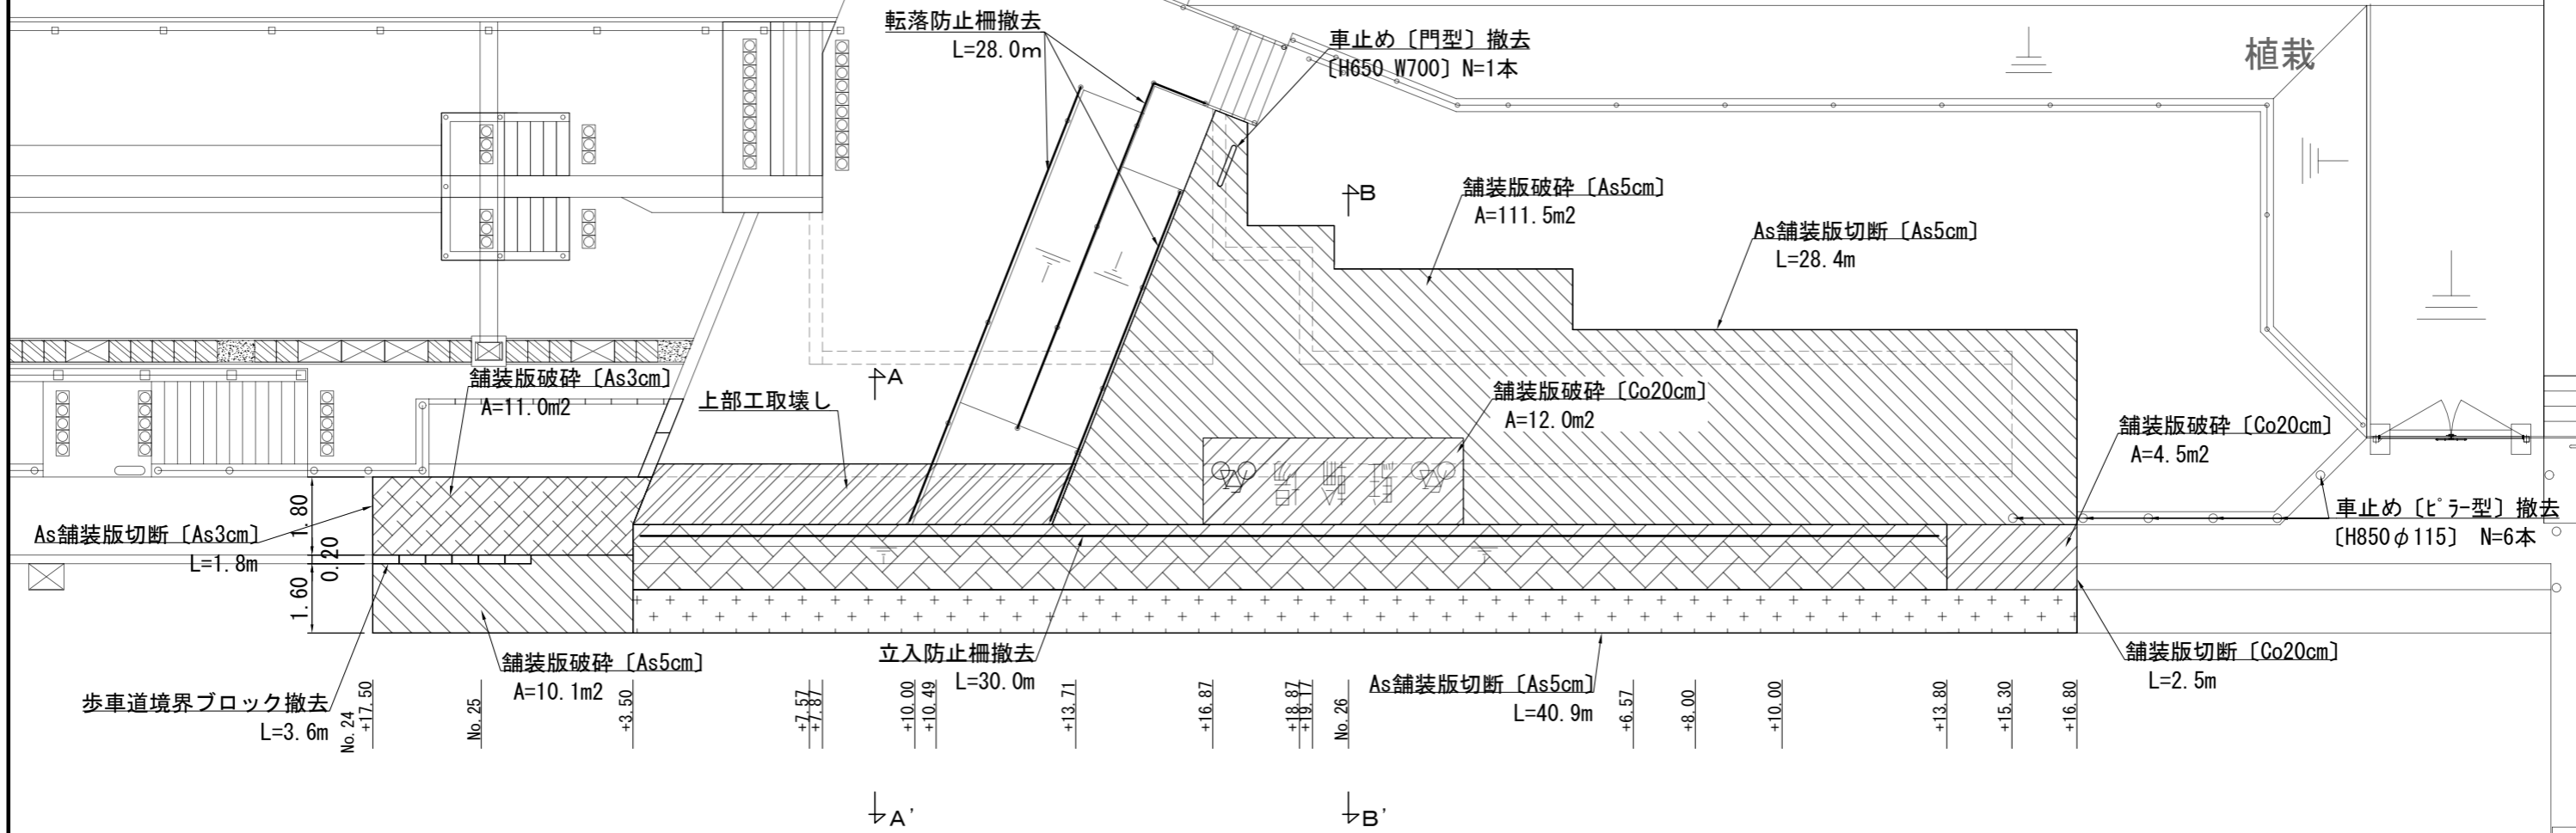 転落防止柵撤去
L=28.0m
車止め〔門型〕撤去
〔H650 W700〕N=1本
植栽
B
舗装版破砕〔As5cm〕
A=111.5m2
As舗装版切断〔As5cm〕
L=28.4m
舗装版破砕〔As3cm〕
A=11.0m2
A
上部工取壊し
舗装版破砕〔Co20cm〕
A=12.0m2
舗装版破砕〔Co20cm〕
A=4.5m2
As舗装版切断〔As3cm〕
L=1.8m
1.80
0.20
1.60
車止め〔ﾋﾟﾗｰ型〕撤去
〔H850φ115〕 N=6本
舗装版破砕〔As5cm〕
A=10.1m2
立入防止柵撤去
L=30.0m
As舗装版切断〔As5cm〕
L=40.9m
舗装版切断〔Co20cm〕
L=2.5m
歩車道境界ブロック撤去
L=3.6m
No.24
+17.50
No.25
+3.50
+7.57
+7.87
+10.00
+10.49
+13.71
+16.87
+18.87
+19.17
No.26
+6.57
+8.00
+10.00
+13.80
+15.30
+16.80
A'
B'